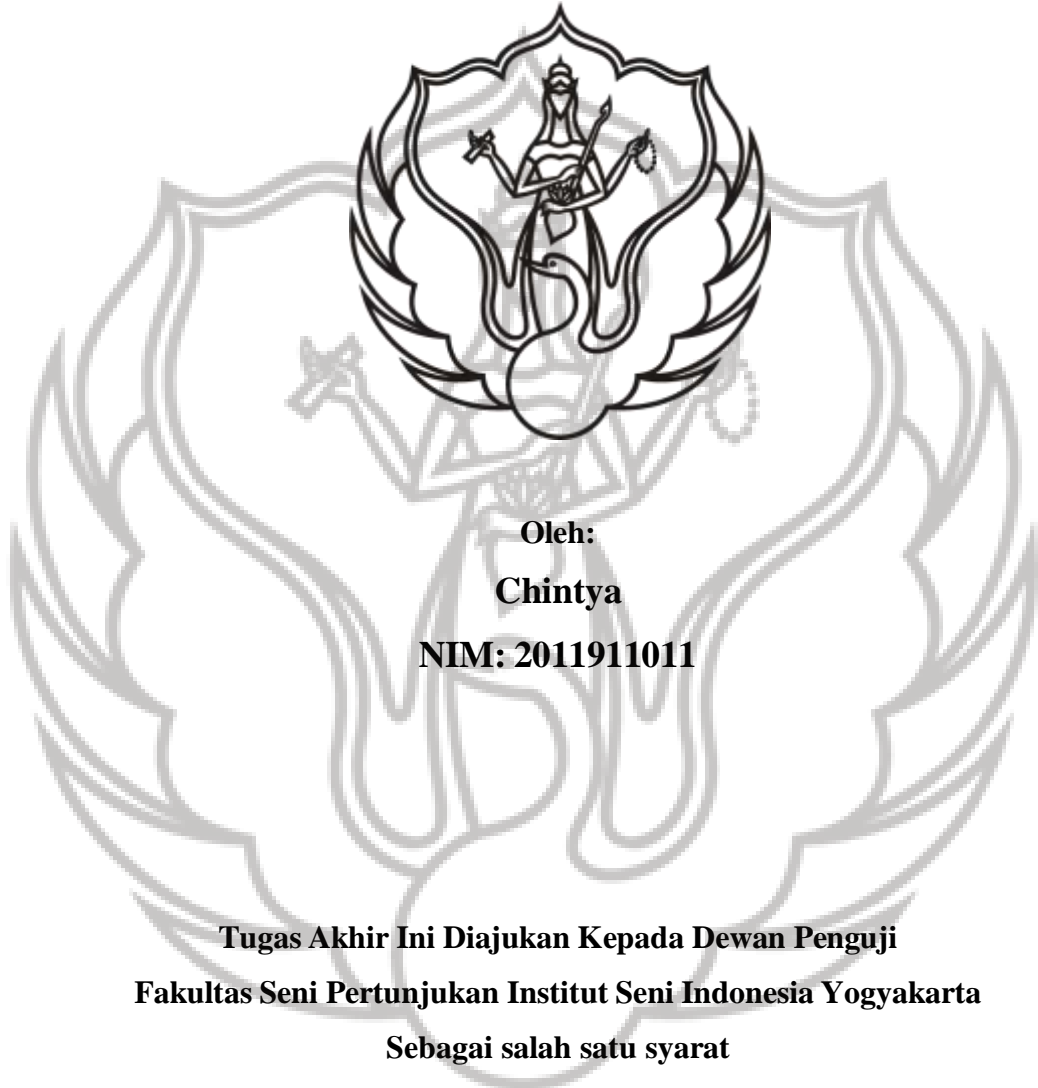 Oleh:
Chintya
NIM: 2011911011
Tugas Akhir Ini Diajukan Kepada Dewan Penguji
Fakultas Seni Pertunjukan Institut Seni Indonesia Yogyakarta
Sebagai salah satu syarat